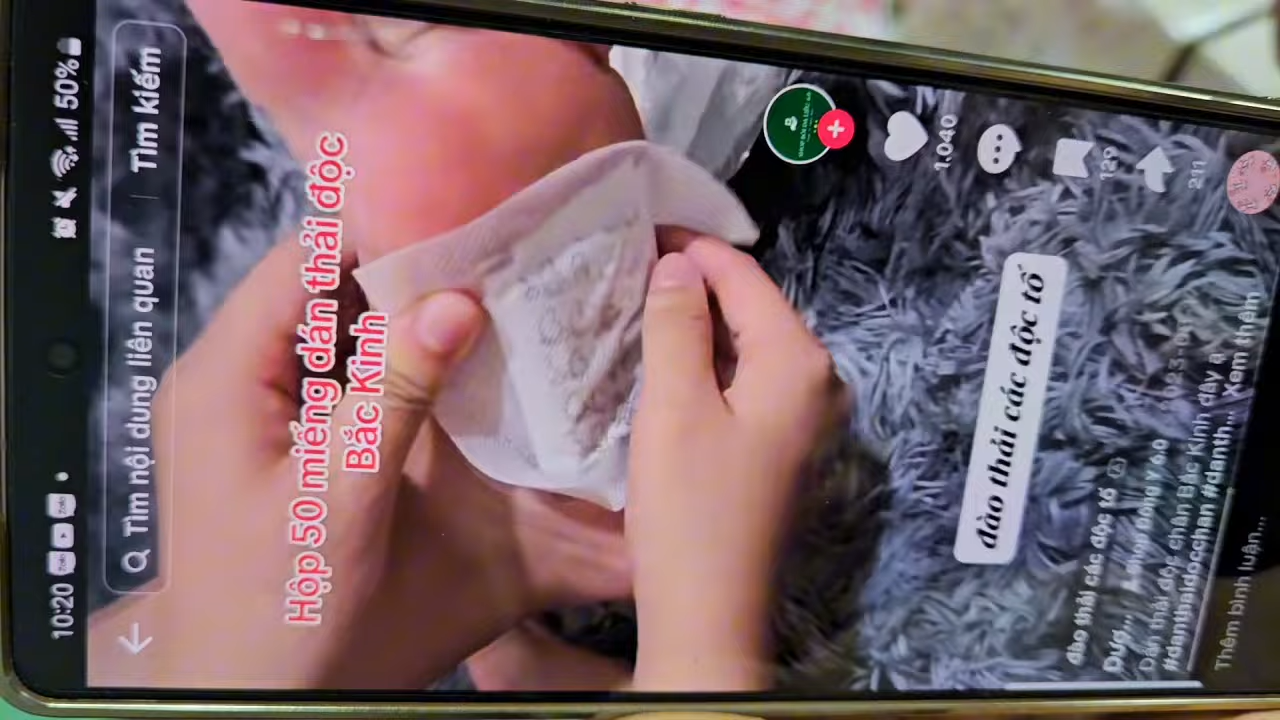 10:20
Zalo
Zalo
50%
Tìm nội dung liên quan
Tìm kiếm
Hộp 50 miếng dán thải độc
Bắc Kinh
1.040
129
211
đào thải các độc tố
đào thải các độc tố
Dán thải độc chân Bắc Kinh đây ạ
#danthaidocchan #danth... Xem thêm
Thêm bình luận...